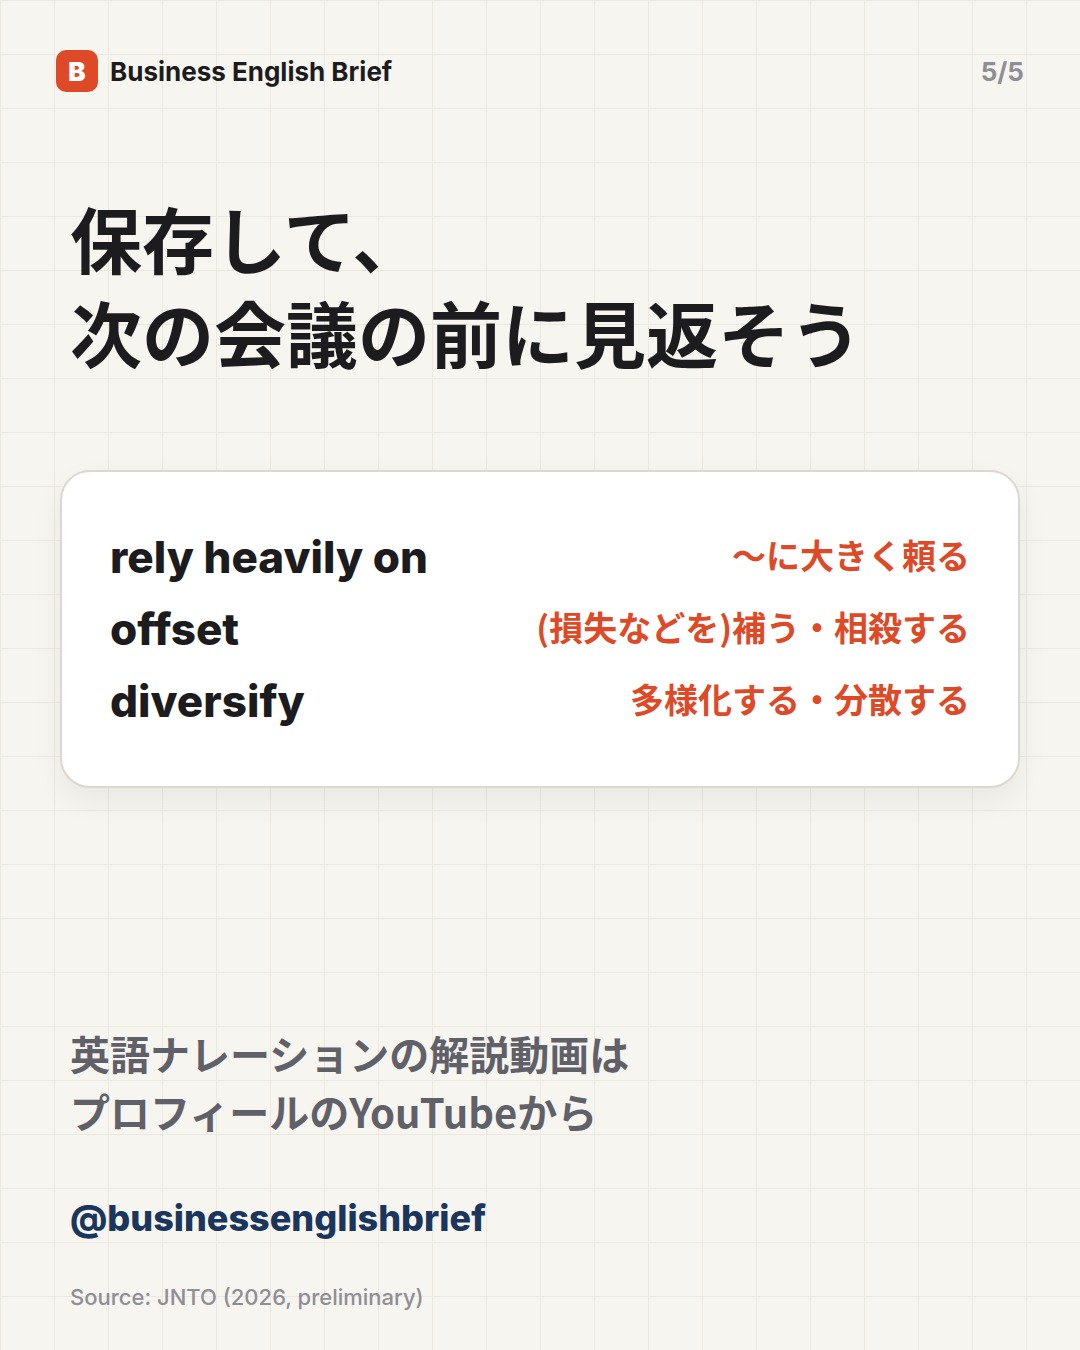 B Business English Brief 5/5
保存して、
次の会議の前に見返そう
rely heavily on ～に大きく頼る
offset (損失などを)補う・相殺する
diversify 多様化する・分散する
英語ナレーションの解説動画は
プロフィールのYouTubeから
@businessenglishbrief
Source: JNTO (2026, preliminary)